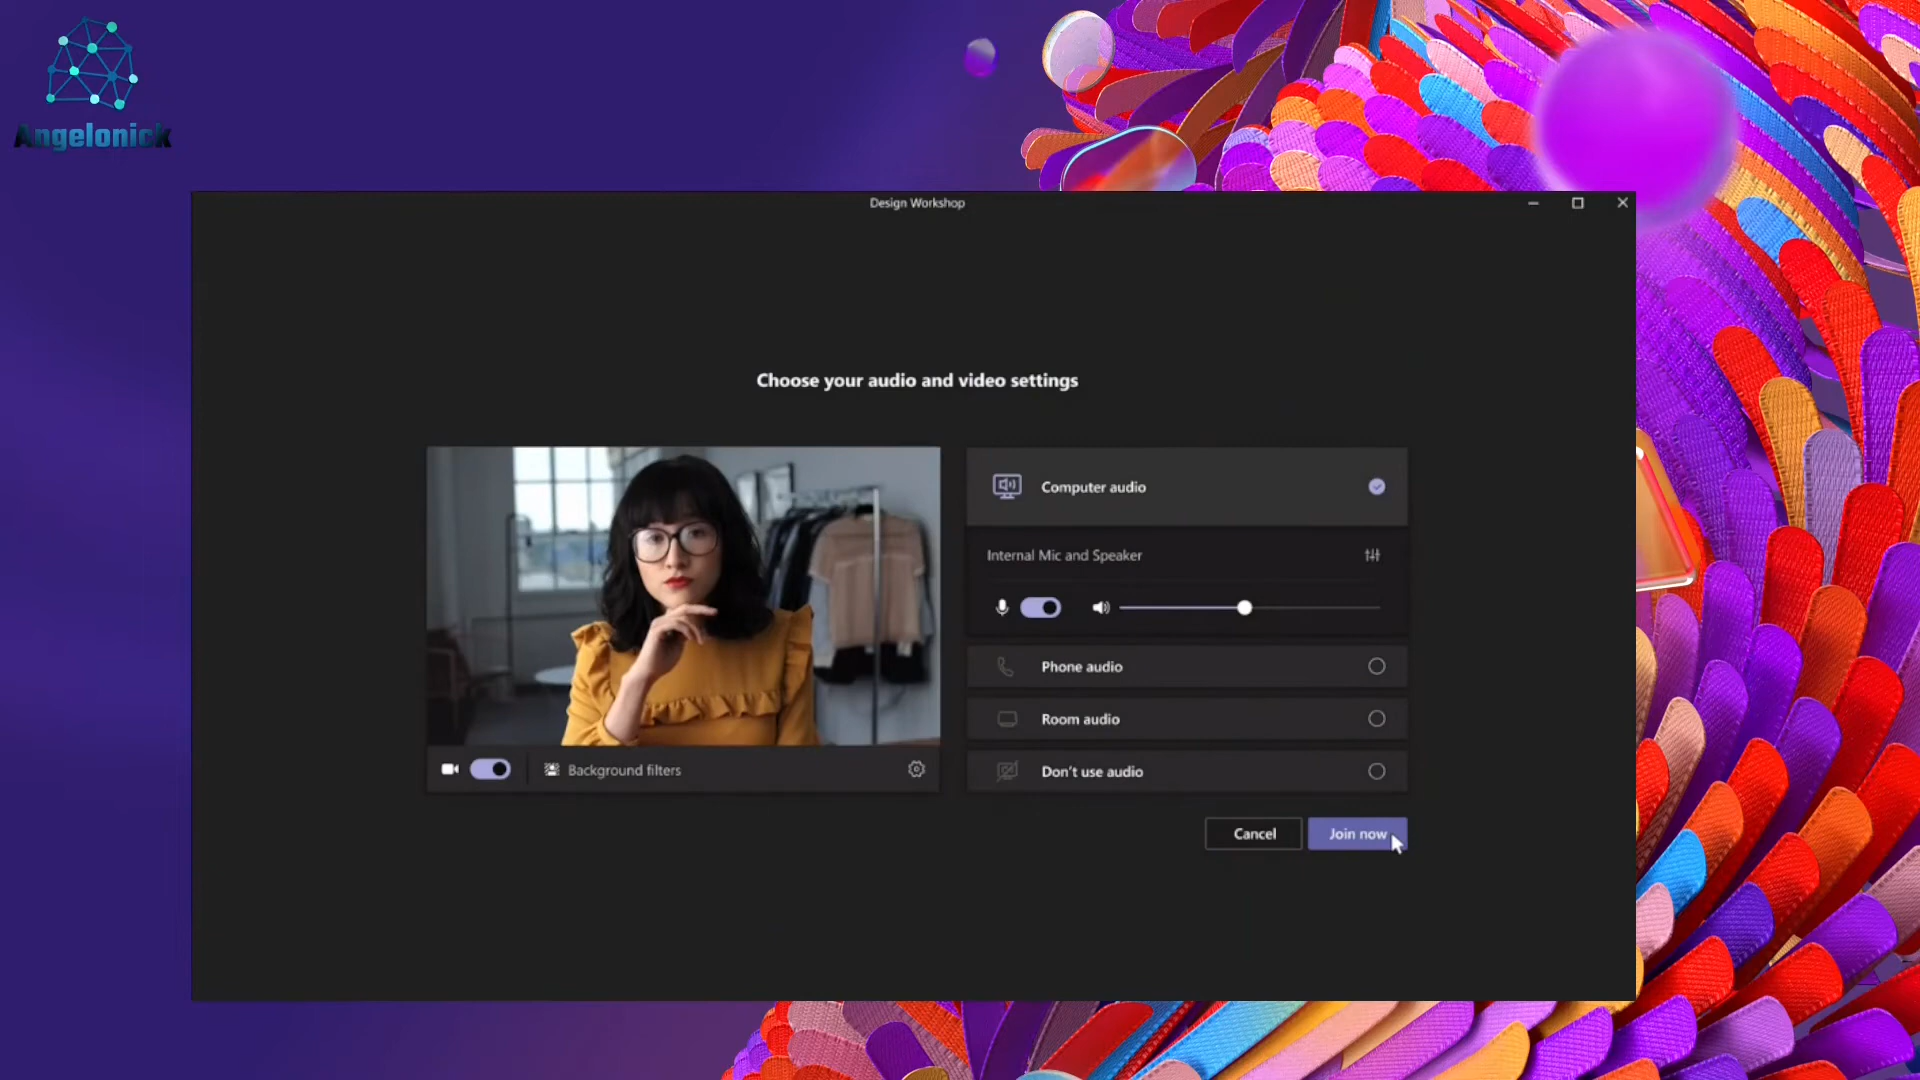 Angelonick
Design Workshop
Choose your audio and video settings
Computer audio
Internal Mic and Speaker
Phone audio
Room audio
Don't use audio
Background filters
Cancel
Join now